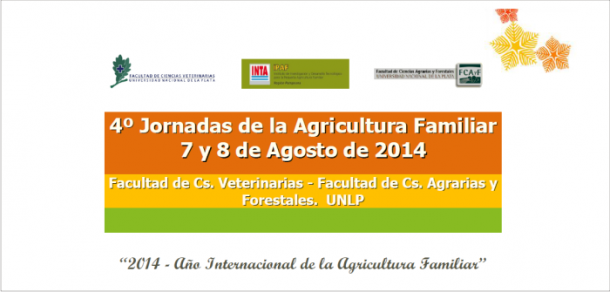 FACULTAD DE CIENCIAS VETERINARIAS
UNIVERSIDAD NACIONAL DE LA PLATA
INTA
IPAF
Facultad de Ciencias Agrarias y Forestales
UNIVERSIDAD NACIONAL DE LA PLATA
FCAyF
4º Jornadas de la Agricultura Familiar
7 y 8 de Agosto de 2014
Facultad de Cs. Veterinarias - Facultad de Cs. Agrarias y
Forestales. UNLP
“2014 - Año Internacional de la Agricultura Familiar”